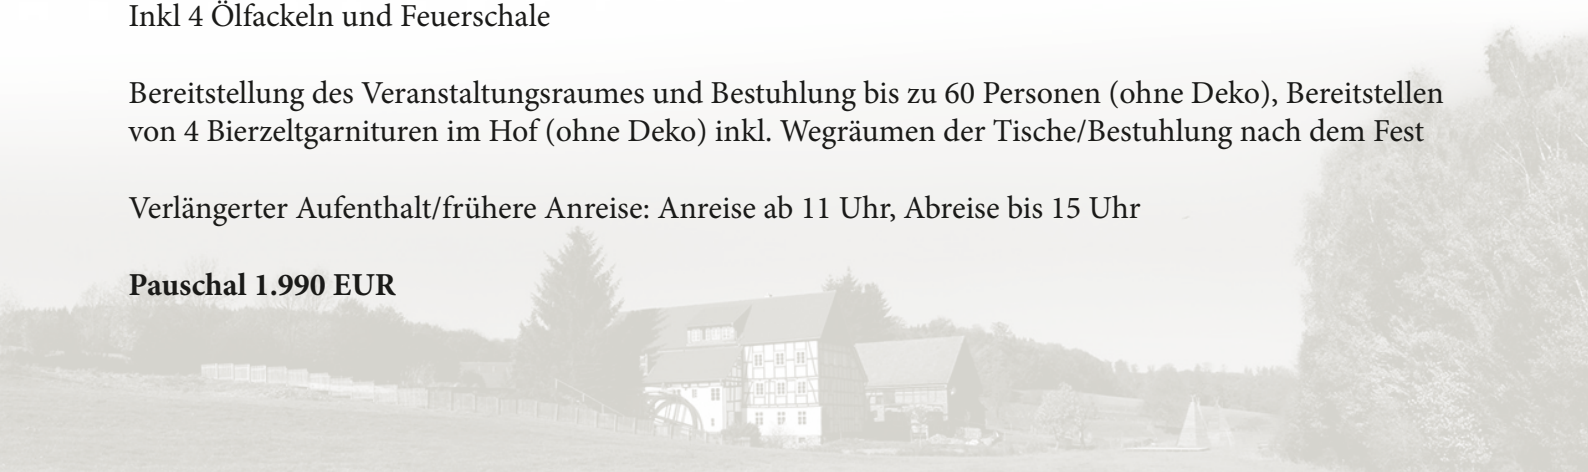 Inkl 4 Ölfackeln und Feuerschale
Bereitstellung des Veranstaltungsraumes und Bestuhlung bis zu 60 Personen (ohne Deko), Bereitstellen
von 4 Bierzeltgarnituren im Hof (ohne Deko) inkl. Wegräumen der Tische/Bestuhlung nach dem Fest
Verlängerter Aufenthalt/frühere Anreise: Anreise ab 11 Uhr, Abreise bis 15 Uhr
Pauschal 1.990 EUR